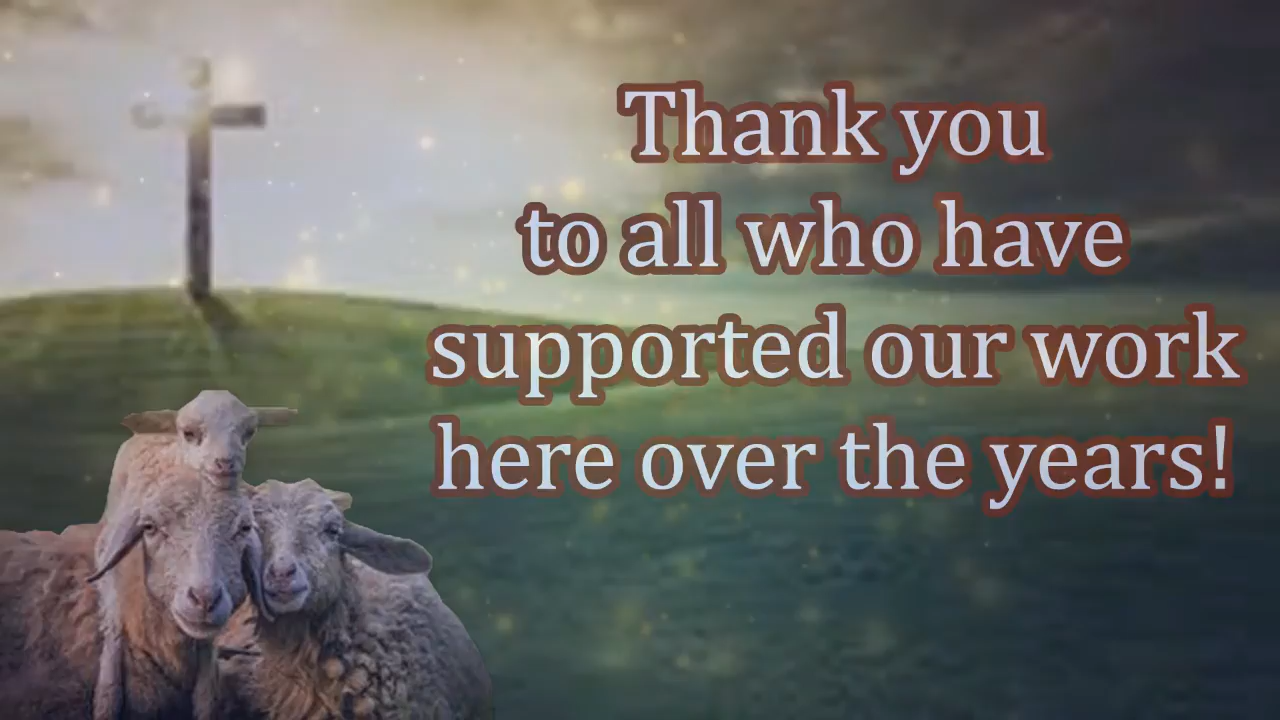 Thank you
to all who have
supported our work
here over the years!